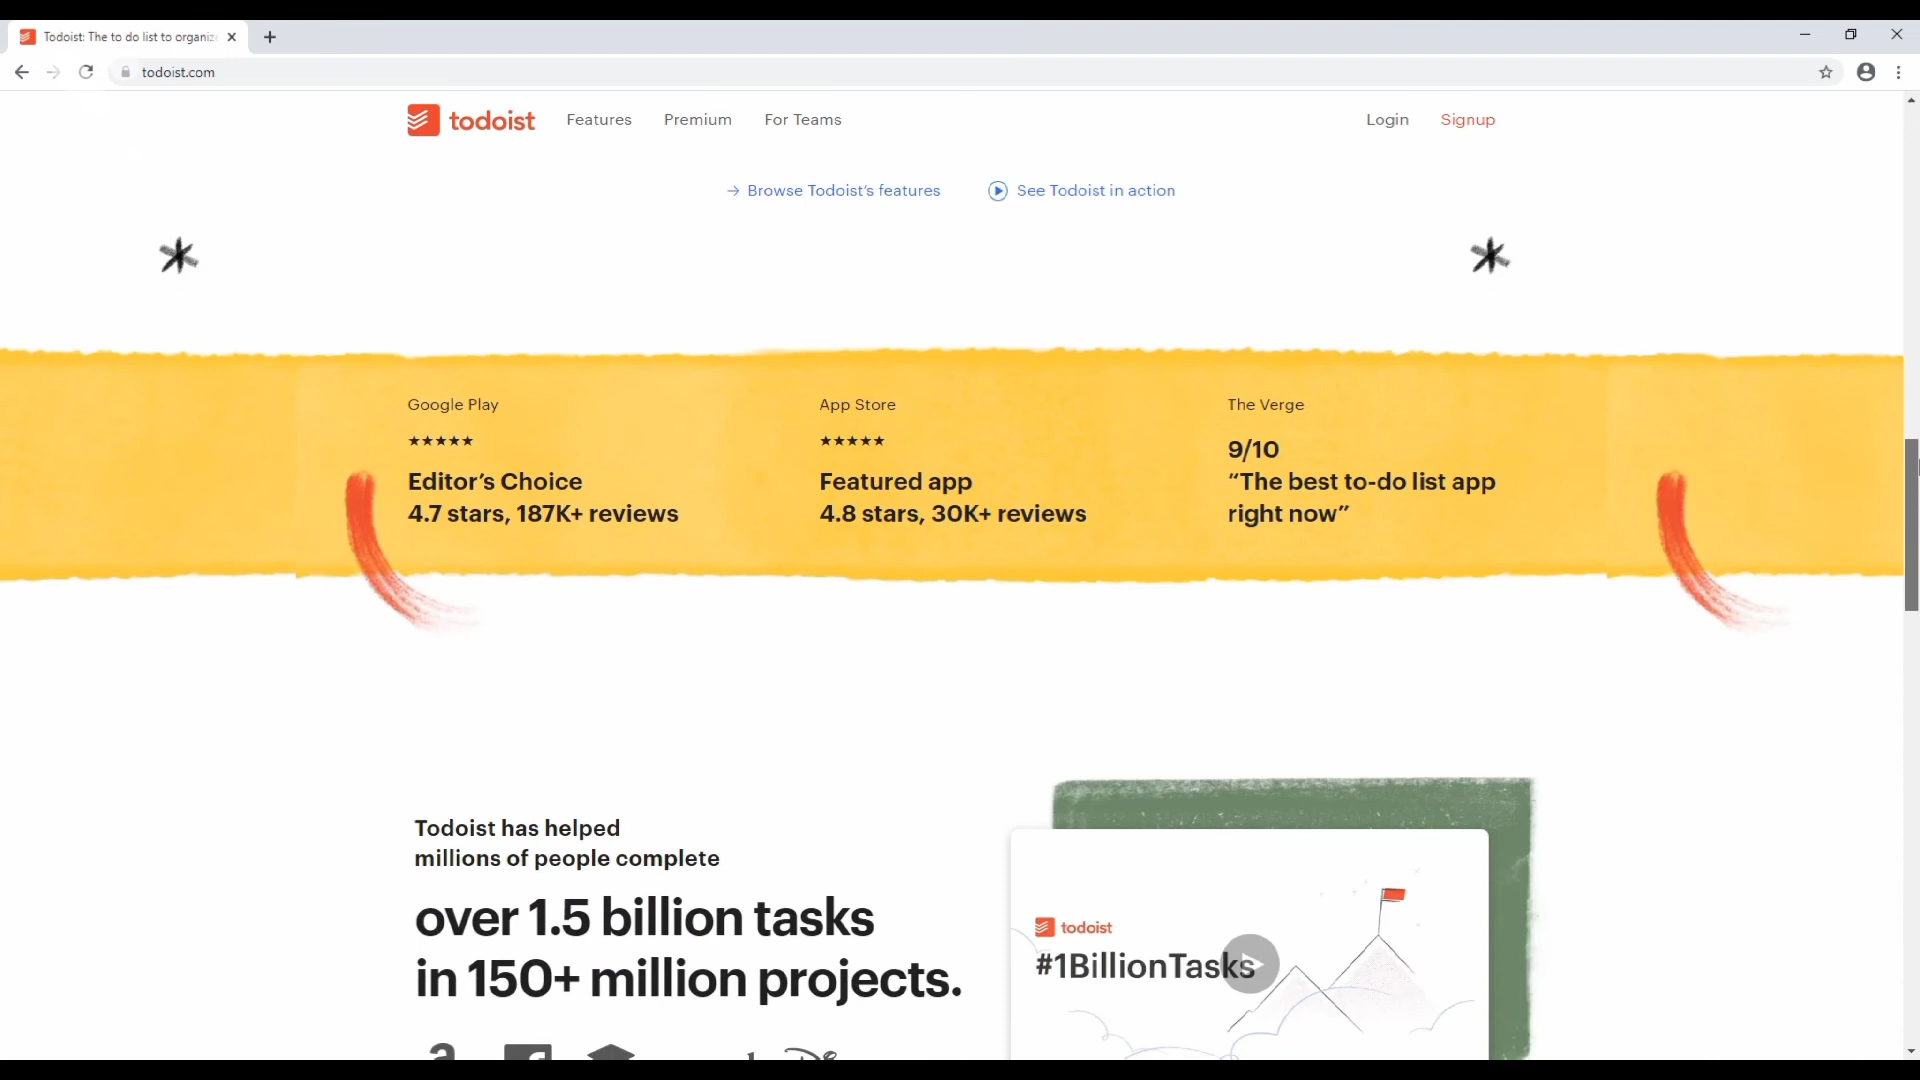 Todoist: The to do list to organiz
todoist.com
todoist
Features
Premium
For Teams
Login
Signup
→ Browse Todoist's features
See Todoist in action
Google Play
★★★★★
Editor's Choice
4.7 stars, 187K+ reviews
App Store
★★★★★
Featured app
4.8 stars, 30K+ reviews
The Verge
9/10
“The best to-do list app
right now”
Todoist has helped
millions of people complete
over 1.5 billion tasks
in 150+ million projects.
todoist
#1BillionTasks